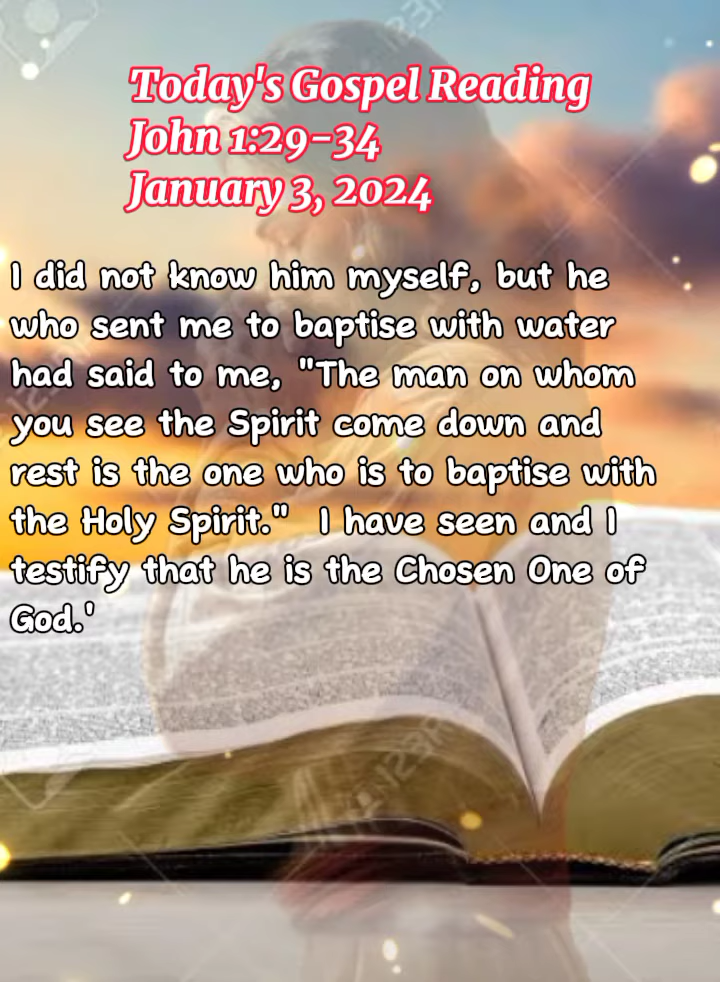 Today's Gospel Reading
John 1:29-34
January 3, 2024
I did not know him myself, but he
who sent me to baptise with water
had said to me, "The man on whom
you see the Spirit come down and
rest is the one who is to baptise with
the Holy Spirit."  I have seen and I
testify that he is the Chosen One of
God.'